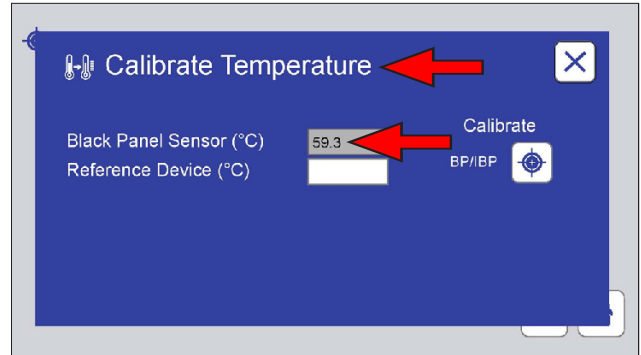 Calibrate Temperature
Calibrate
Black Panel Sensor (°C) 59.3
BP/IBP
Reference Device (°C)